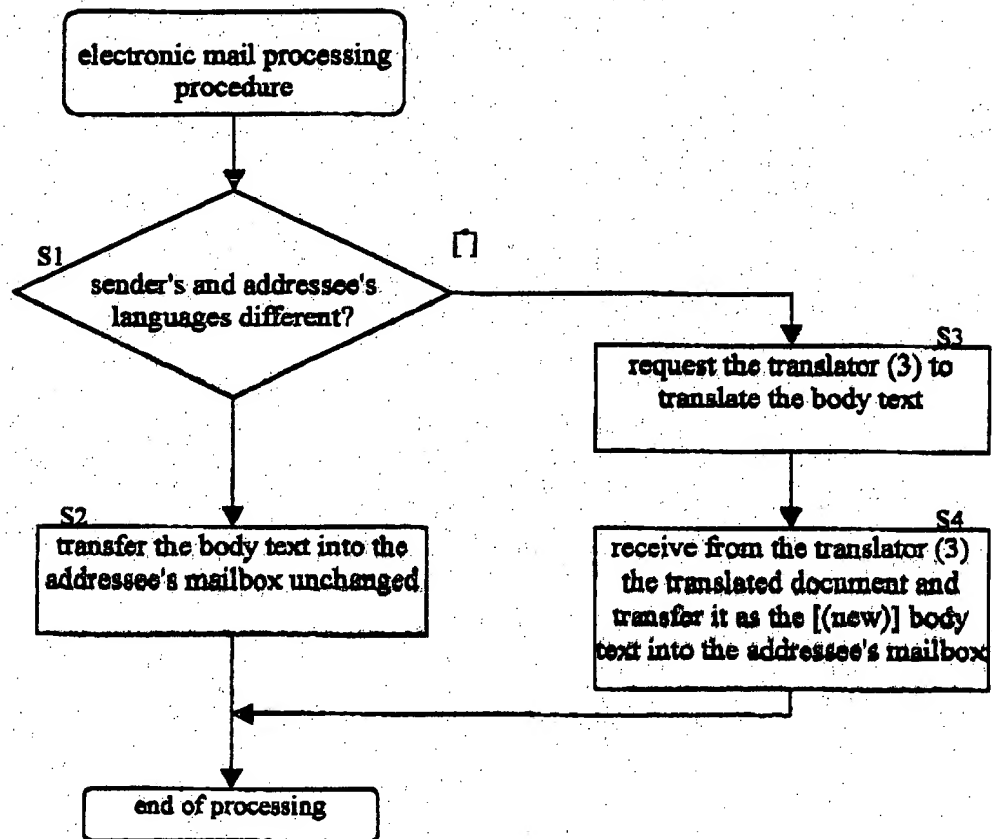 electronic mail processing
procedure
S1
sender's and addressee's
languages different?
S3
request the translator (3) to
translate the body text
S2
transfer the body text into the
addressee's mailbox unchanged
S4
receive from the translator (3)
the translated document and
transfer it as the [(new)] body
text into the addressee's mailbox
end of processing